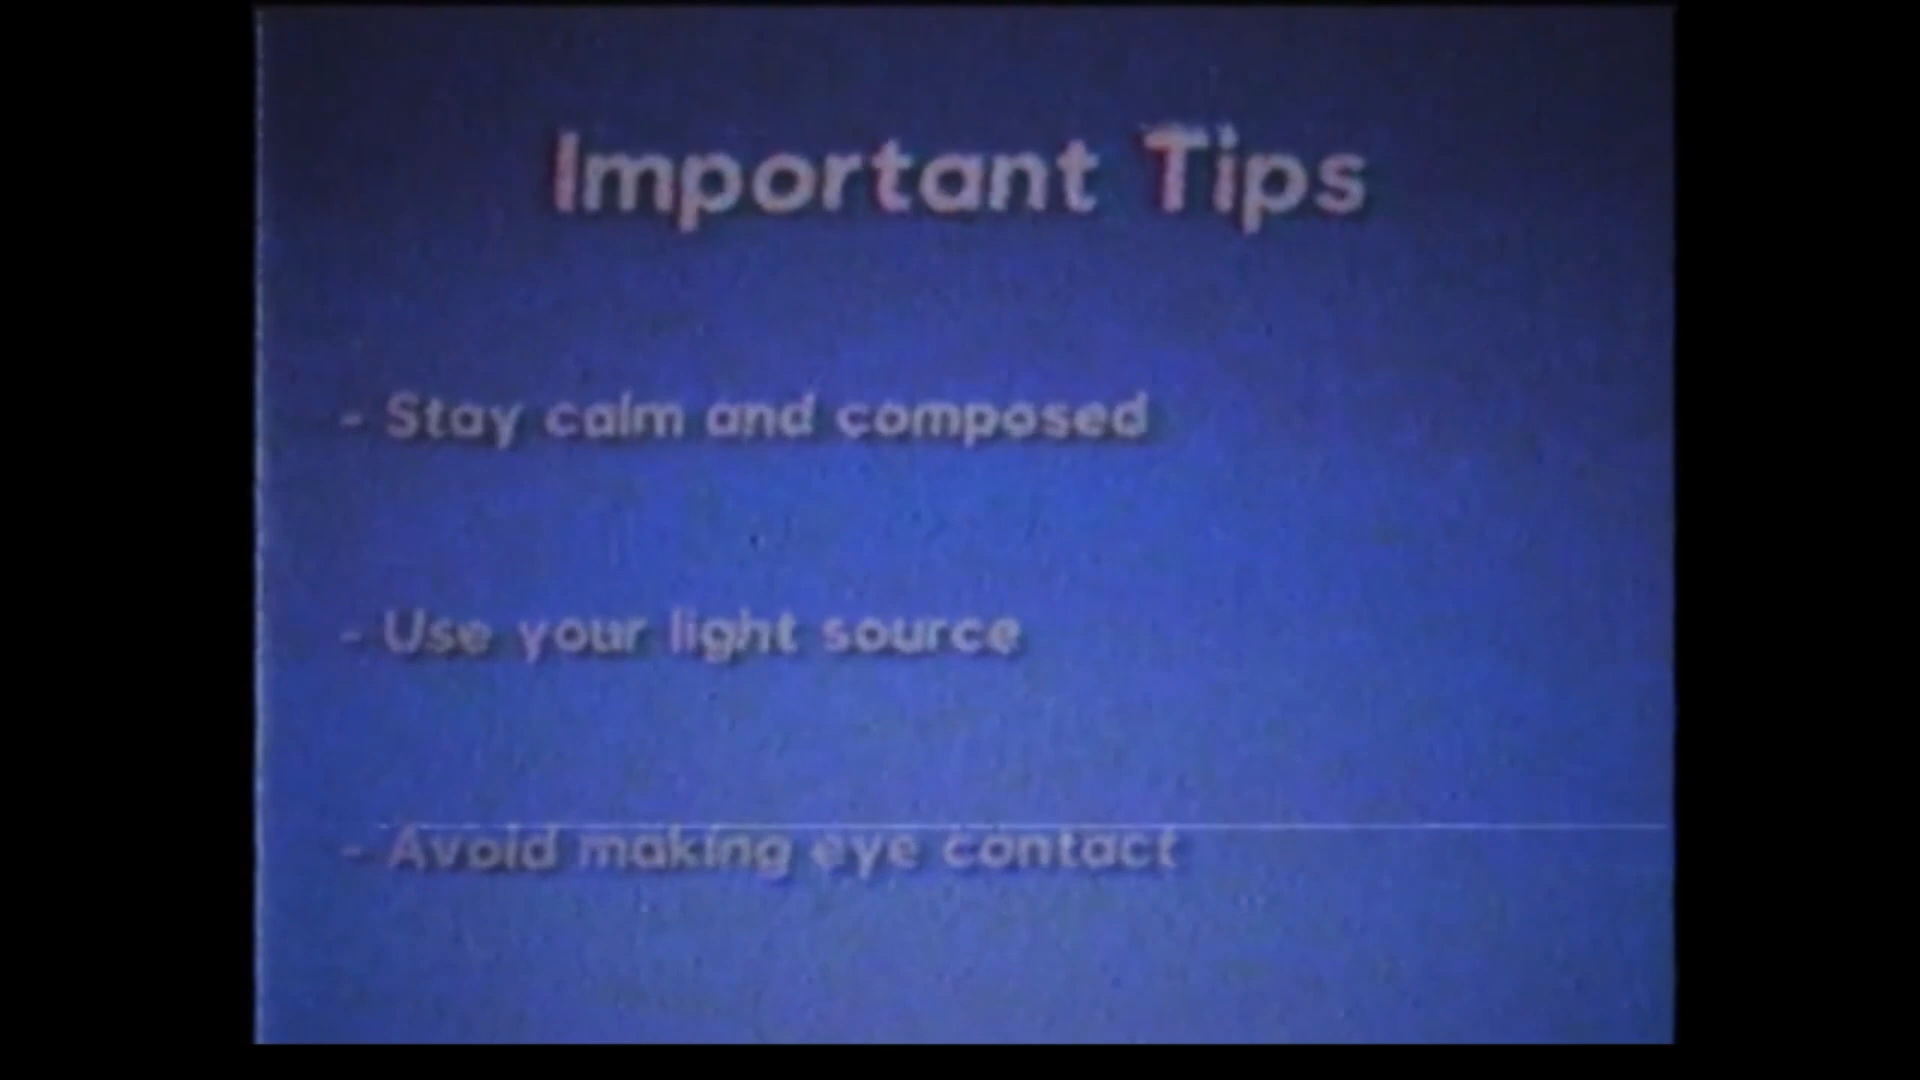 Important Tips
- Stay calm and composed
- Use your light source
- Avoid making eye contact